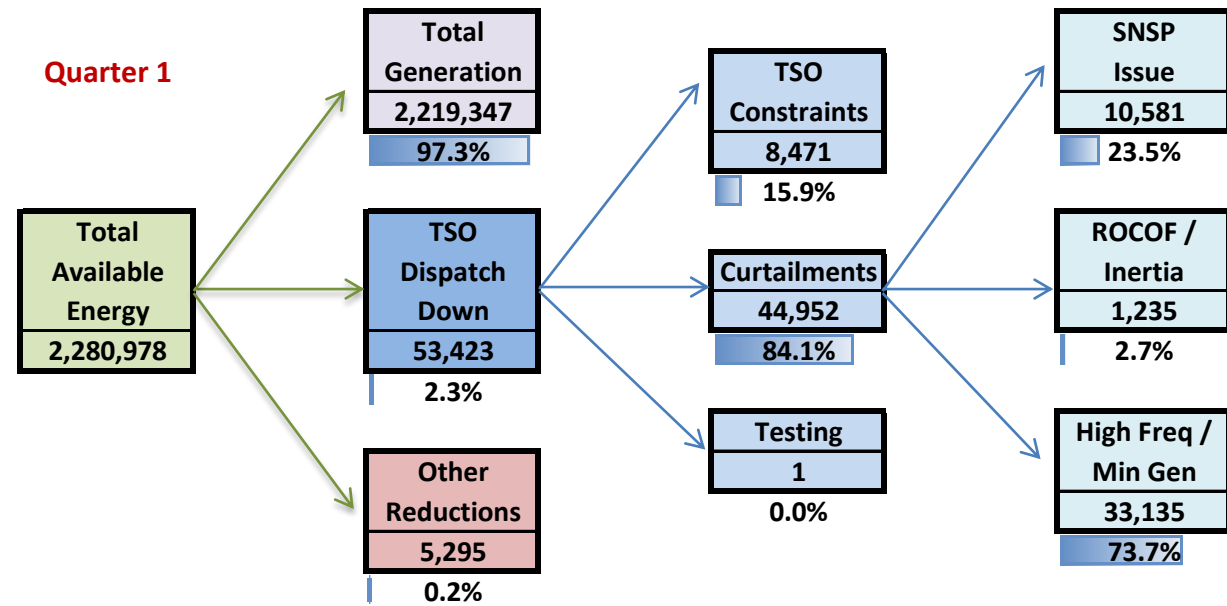 Quarter 1
Total
Generation
2,219,347
97.3%
Total
Available
Energy
2,280,978
TSO
Dispatch
Down
53,423
2.3%
Other
Reductions
5,295
0.2%
TSO
Constraints
8,471
15.9%
Curtailments
44,952
84.1%
Testing
1
0.0%
SNSP
Issue
10,581
23.5%
ROCOF /
Inertia
1,235
2.7%
High Freq /
Min Gen
33,135
73.7%